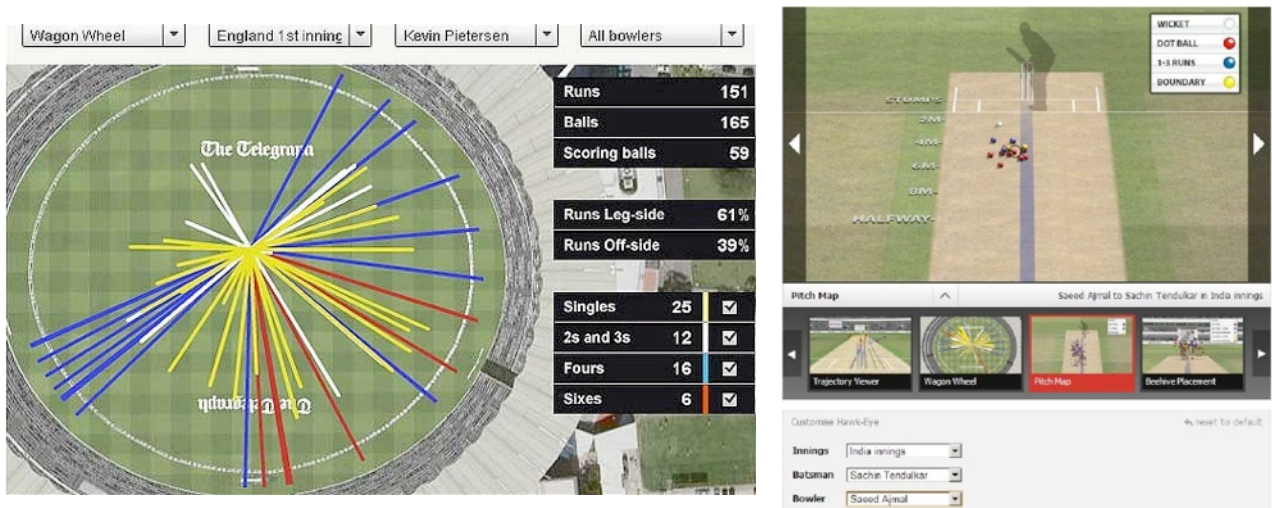 Wagon Wheel
England 1st inning
Kevin Pietersen
All bowlers
The Telegraph
The Telegraph
Runs 151
Balls 165
Scoring balls 59
Runs Leg-side 61%
Runs Off-side 39%
Singles 25
2s and 3s 12
Fours 16
Sixes 6
WICKET
DOT BALL
1-3 RUNS
BOUNDARY
STUMPS
2M-
4M-
6M-
8M-
HALFWAY-
Pitch Map
Saeed Ajmal to Sachin Tendulkar in India innings
Trajectory Viewer
Wagon Wheel
Pitch Map
Beehive Placement
Customise Hawk-Eye
reset to default
Innings India innings
Batsman Sachin Tendulkar
Bowler Saeed Ajmal